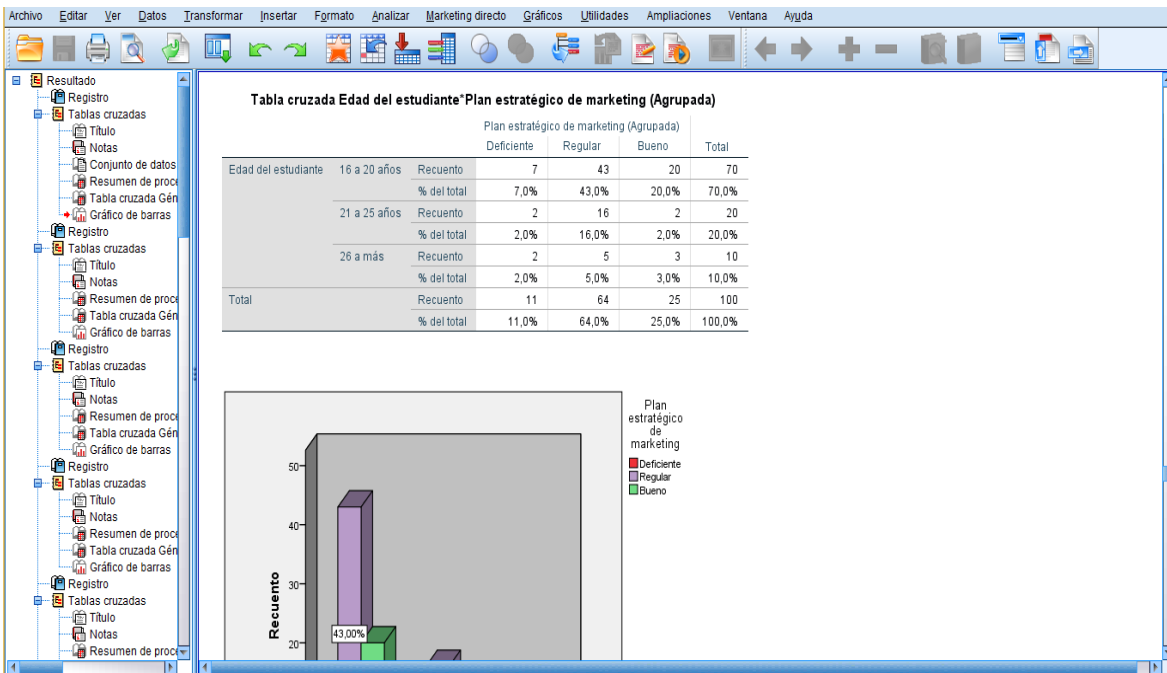 Archivo Editar Ver Datos Transformar Insertar Formato Analizar Marketing directo Gráficos Utilidades Ampliaciones Ventana Ayuda
Resultado
Registro
Tablas cruzadas
Título
Notas
Conjunto de datos
Resumen de proce
Tabla cruzada Gén
Gráfico de barras
Registro
Tablas cruzadas
Título
Notas
Resumen de proce
Tabla cruzada Gén
Gráfico de barras
Registro
Tablas cruzadas
Título
Notas
Resumen de proce
Tabla cruzada Gén
Gráfico de barras
Registro
Tablas cruzadas
Título
Notas
Resumen de proce
Tabla cruzada Gén
Gráfico de barras
Registro
Tablas cruzadas
Título
Notas
Resumen de proce
Tabla cruzada Edad del estudiante*Plan estratégico de marketing (Agrupada)
Plan estratégico de marketing (Agrupada)
Deficiente Regular Bueno Total
Edad del estudiante 16 a 20 años Recuento 7 43 20 70
% del total 7,0% 43,0% 20,0% 70,0%
21 a 25 años Recuento 2 16 2 20
% del total 2,0% 16,0% 2,0% 20,0%
26 a más Recuento 2 5 3 10
% del total 2,0% 5,0% 3,0% 10,0%
Total Recuento 11 64 25 100
% del total 11,0% 64,0% 25,0% 100,0%
Plan
estratégico
de
marketing
Deficiente
Regular
Bueno
50
40
30
20
Recuento
43,00%